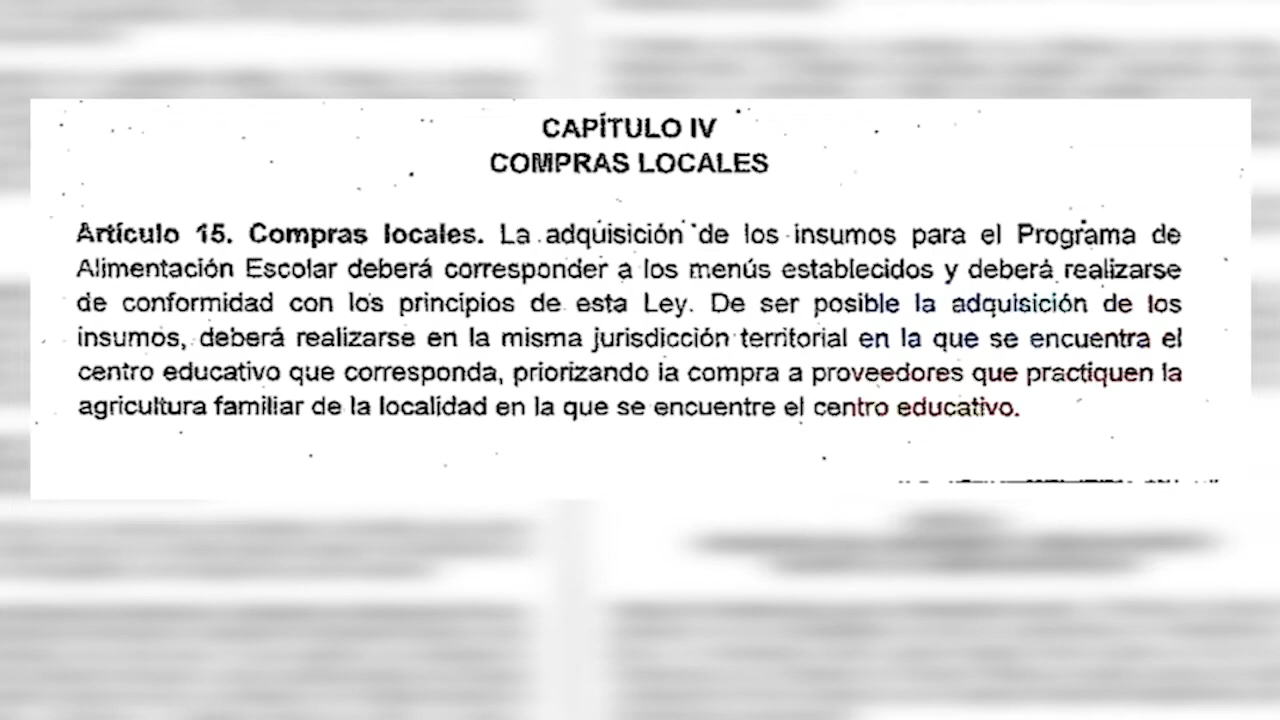 CAPÍTULO IV
COMPRAS LOCALES
Artículo 15. Compras locales. La adquisición de los insumos para el Programa de
Alimentación Escolar deberá corresponder a los menús establecidos y deberá realizarse
de conformidad con los principios de esta Ley. De ser posible la adquisición de los
insumos, deberá realizarse en la misma jurisdicción territorial en la que se encuentra el
centro educativo que corresponda, priorizando la compra a proveedores que practiquen la
agricultura familiar de la localidad en la que se encuentre el centro educativo.